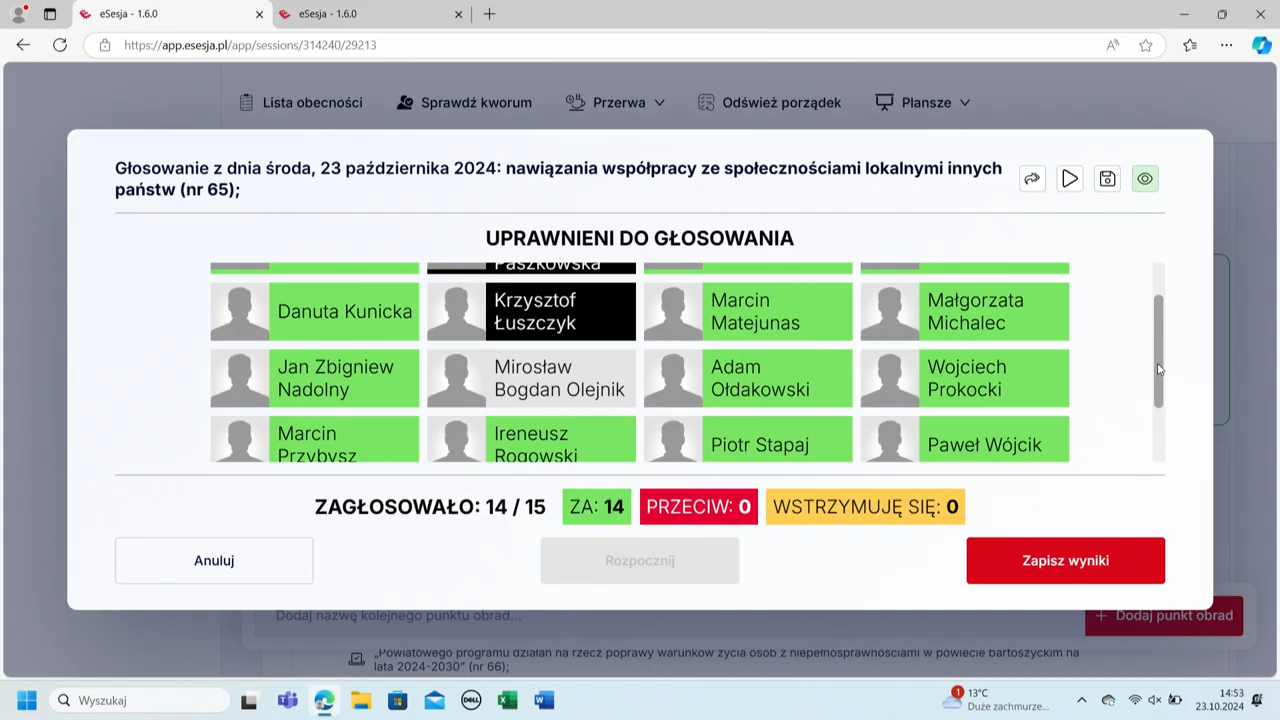 eSesja - 1.6.0
eSesja - 1.6.0
https://app.esesja.pl/app/sessions/314240/29213
Lista obecności
Sprawdź kworum
Przerwa
Odśwież porządek
Plansze
Głosowanie z dnia środa, 23 października 2024: nawiązania współpracy ze społecznościami lokalnymi innych
państw (nr 65);
UPRAWNIENI DO GŁOSOWANIA
Paszkowska
Danuta Kunicka
Krzysztof
Łuszczyk
Marcin
Matejunas
Małgorzata
Michalec
Jan Zbigniew
Nadolny
Mirosław
Bogdan Olejnik
Adam
Ołdakowski
Wojciech
Prokocki
Marcin
Przybysz
Ireneusz
Rogowski
Piotr Stapaj
Paweł Wójcik
ZAGŁOSOWAŁO: 14 / 15
ZA: 14
PRZECIW: 0
WSTRZYMUJĘ SIĘ: 0
Anuluj
Rozpocznij
Zapisz wyniki
Dodaj nazwę kolejnego punktu obrad...
+ Dodaj punkt obrad
„Powiatowego programu działań na rzecz poprawy warunków życia osób z niepełnosprawnościami w powiecie bartoszyckim na
lata 2024-2030” (nr 66);
Wyszukaj
DELL
1
13°C
Duże zachmurze...
14:53
23.10.2024